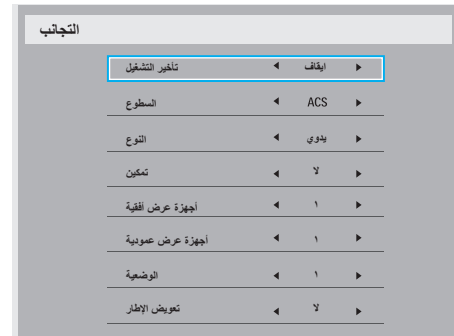 التجانب
تأخير التشغيل ايقاف
السطوع ACS
النوع يدوي
تمكين لا
أجهزة عرض أفقية ١
أجهزة عرض عمودية ١
الوضعية ١
تعويض الإطار لا